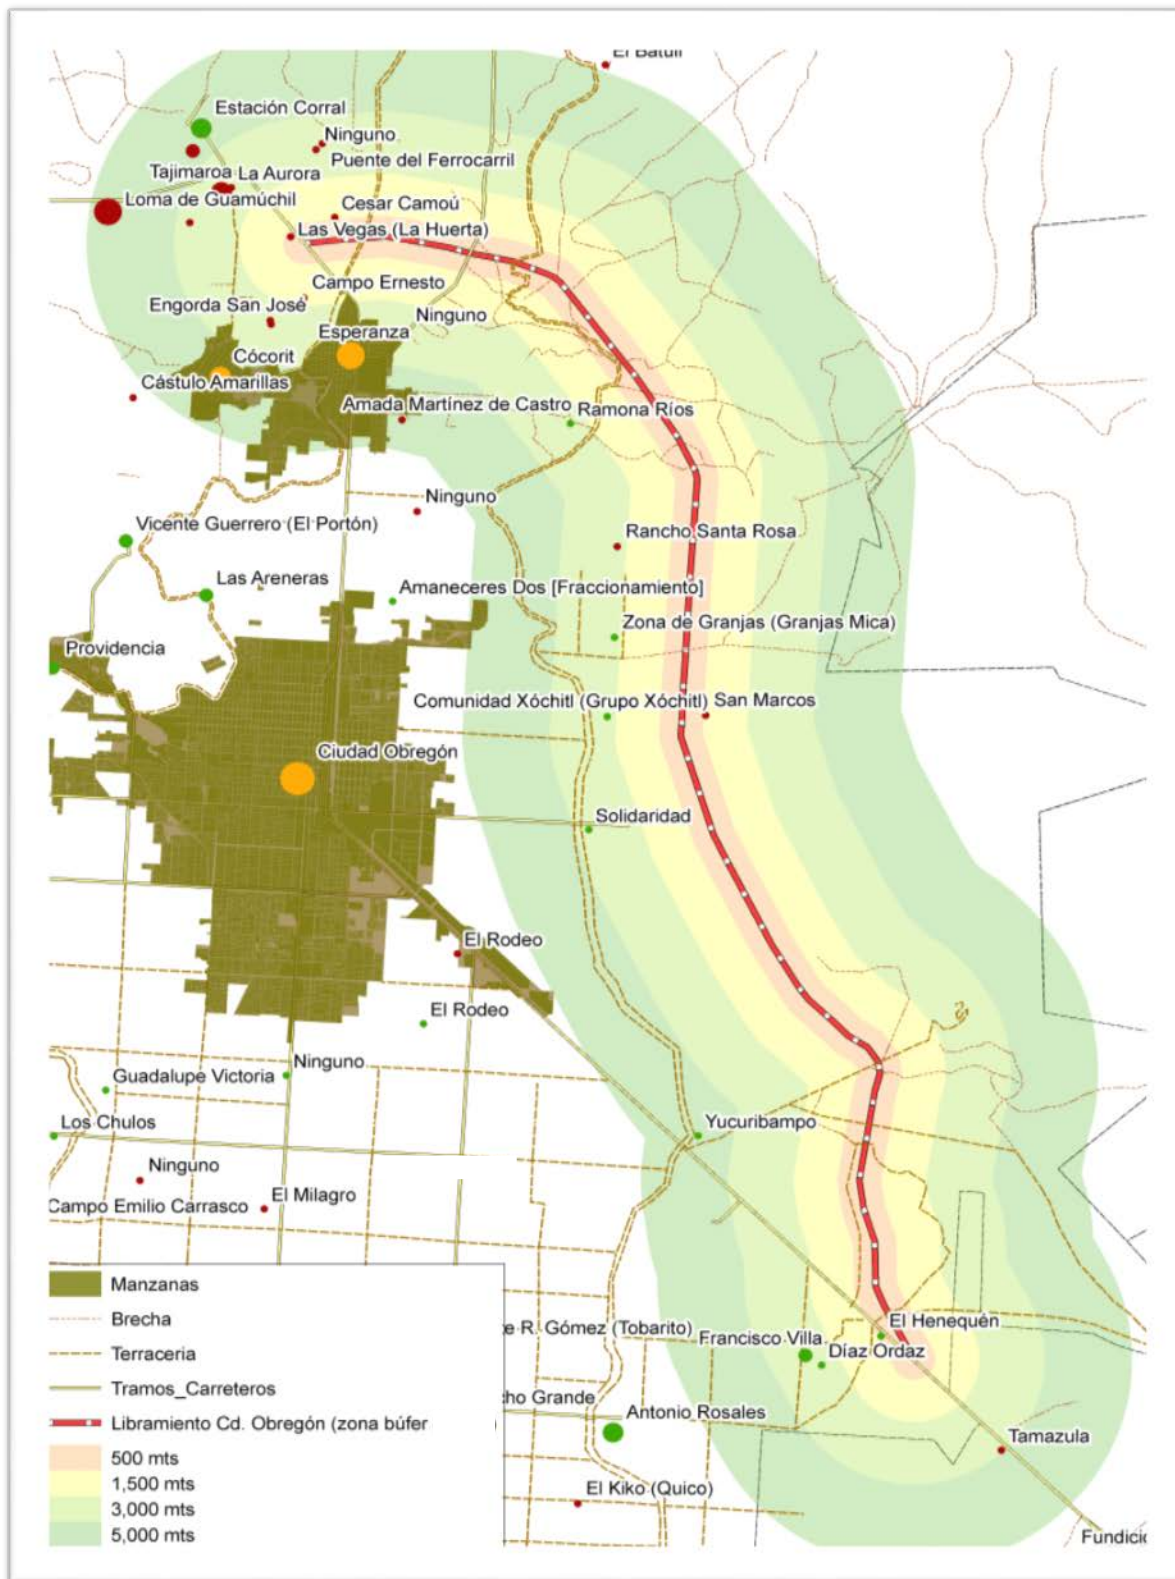 El Batuli
Estación Corral
Ninguno
Puente del Ferrocarril
Tajimaroa La Aurora
Loma de Guamúchil
Cesar Camoú
Las Vegas (La Huerta)
Campo Ernesto
Engorda San José
Ninguno
Esperanza
Cócorit
Cástulo Amarillas
Amada Martínez de Castro
Ramona Ríos
Ninguno
Vicente Guerrero (El Portón)
Rancho Santa Rosa
Las Areneras
Amaneceres Dos [Fraccionamiento]
Zona de Granjas (Granjas Mica)
Providencia
Comunidad Xóchitl (Grupo Xóchitl)
San Marcos
Ciudad Obregón
Solidaridad
El Rodeo
El Rodeo
Ninguno
Guadalupe Victoria
Los Chulos
Yucuribampo
Ninguno
El Milagro
Campo Emilio Carrasco
Manzanas
Brecha
Terraceria
Tramos_Carreteros
Libramiento Cd. Obregón (zona búfer
500 mts
1,500 mts
3,000 mts
5,000 mts
El Henequén
e R. Gómez (Tobarito)
Francisco Villa
Díaz Ordaz
cho Grande
Antonio Rosales
Tamazula
El Kiko (Quico)
Fundici